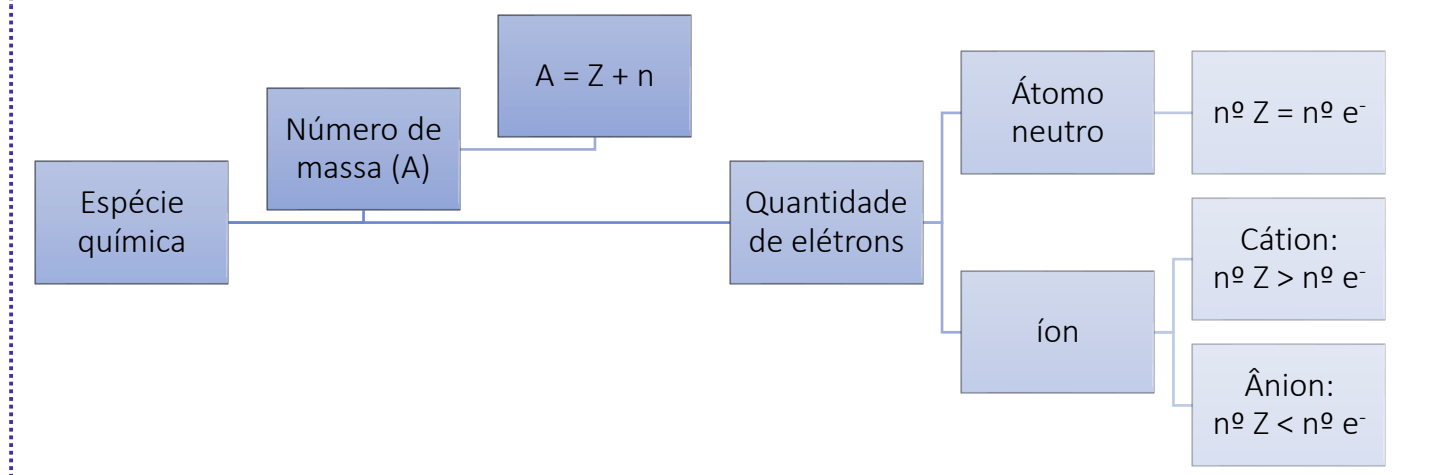 Espécie
química
Número de
massa (A)
A = Z + n
Quantidade
de elétrons
Átomo
neutro
nº Z = nº e⁻
íon
Cátion:
nº Z > nº e⁻
Ânion:
nº Z < nº e⁻